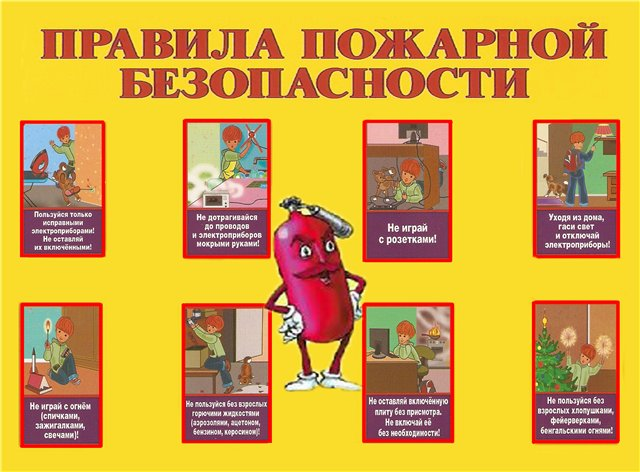 ПРАВИЛА ПОЖАРНОЙ
БЕЗОПАСНОСТИ
Пользуйся только
исправными
электроприборами!
Не оставляй
их включёнными!
Не дотрагивайся
до проводов
и электроприборов
мокрыми руками!
Не играй
с розетками!
Уходя из дома,
гаси свет
и отключай
электроприборы!
Не играй с огнём
(спичками,
зажигалками,
свечами)!
Не пользуйся без взрослых
горючими жидкостями
(аэрозолями, ацетоном,
бензином, керосином)!
Не оставляй включённую
плиту без присмотра.
Не включай её
без необходимости!
Не пользуйся без
взрослых хлопушками,
фейерверками,
бенгальскими огнями!